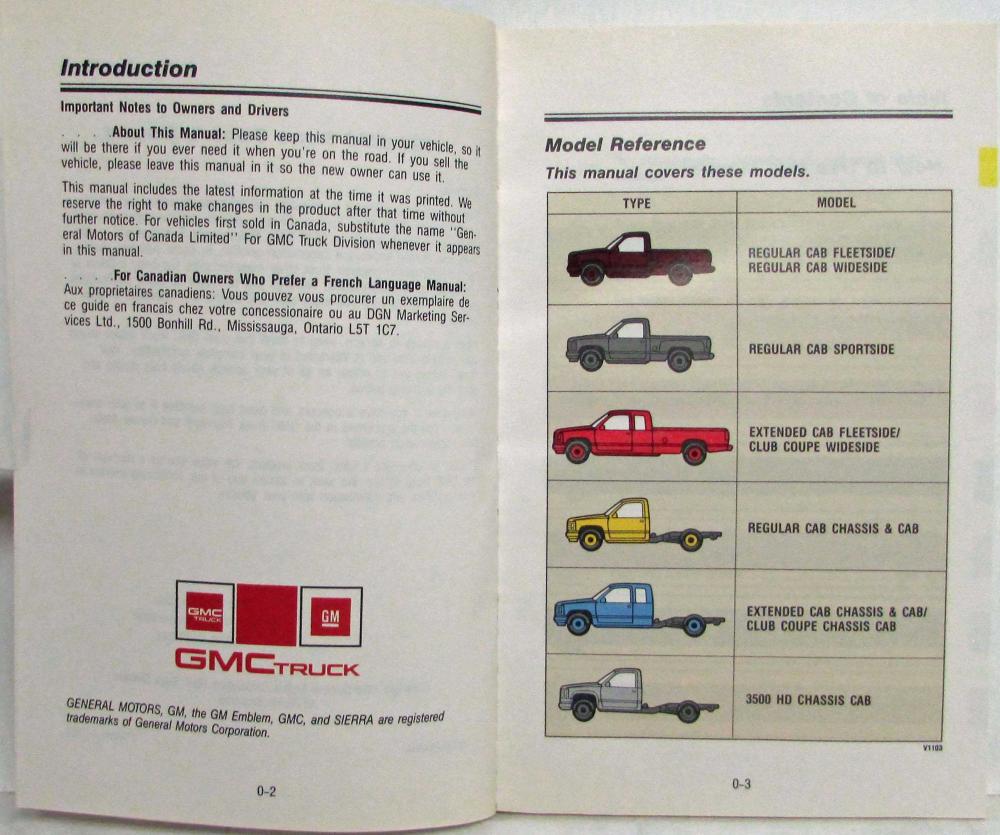 Introduction
Important Notes to Owners and Drivers
. . . .About This Manual: Please keep this manual in your vehicle, so it
will be there if you ever need it when you're on the road. If you sell the
vehicle, please leave this manual in it so the new owner can use it.
This manual includes the latest information at the time it was printed. We
reserve the right to make changes in the product after that time without
further notice. For vehicles first sold in Canada, substitute the name ''Gen-
eral Motors of Canada Limited'' For GMC Truck Division whenever it appears
in this manual.
. . . .For Canadian Owners Who Prefer a French Language Manual:
Aux proprietaires canadiens: Vous pouvez vous procurer un exemplaire de
ce guide en francais chez votre concessionaire ou au DGN Marketing Ser-
vices Ltd., 1500 Bonhill Rd., Mississauga, Ontario L5T 1C7.
GMC
TRUCK
GM
GMC TRUCK
GENERAL MOTORS, GM, the GM Emblem, GMC, and SIERRA are registered
trademarks of General Motors Corporation.
0-2
Model Reference
This manual covers these models.
TYPE MODEL
REGULAR CAB FLEETSIDE/
REGULAR CAB WIDESIDE
REGULAR CAB SPORTSIDE
EXTENDED CAB FLEETSIDE/
CLUB COUPE WIDESIDE
REGULAR CAB CHASSIS & CAB
EXTENDED CAB CHASSIS & CAB/
CLUB COUPE CHASSIS CAB
3500 HD CHASSIS CAB
V1103
0-3